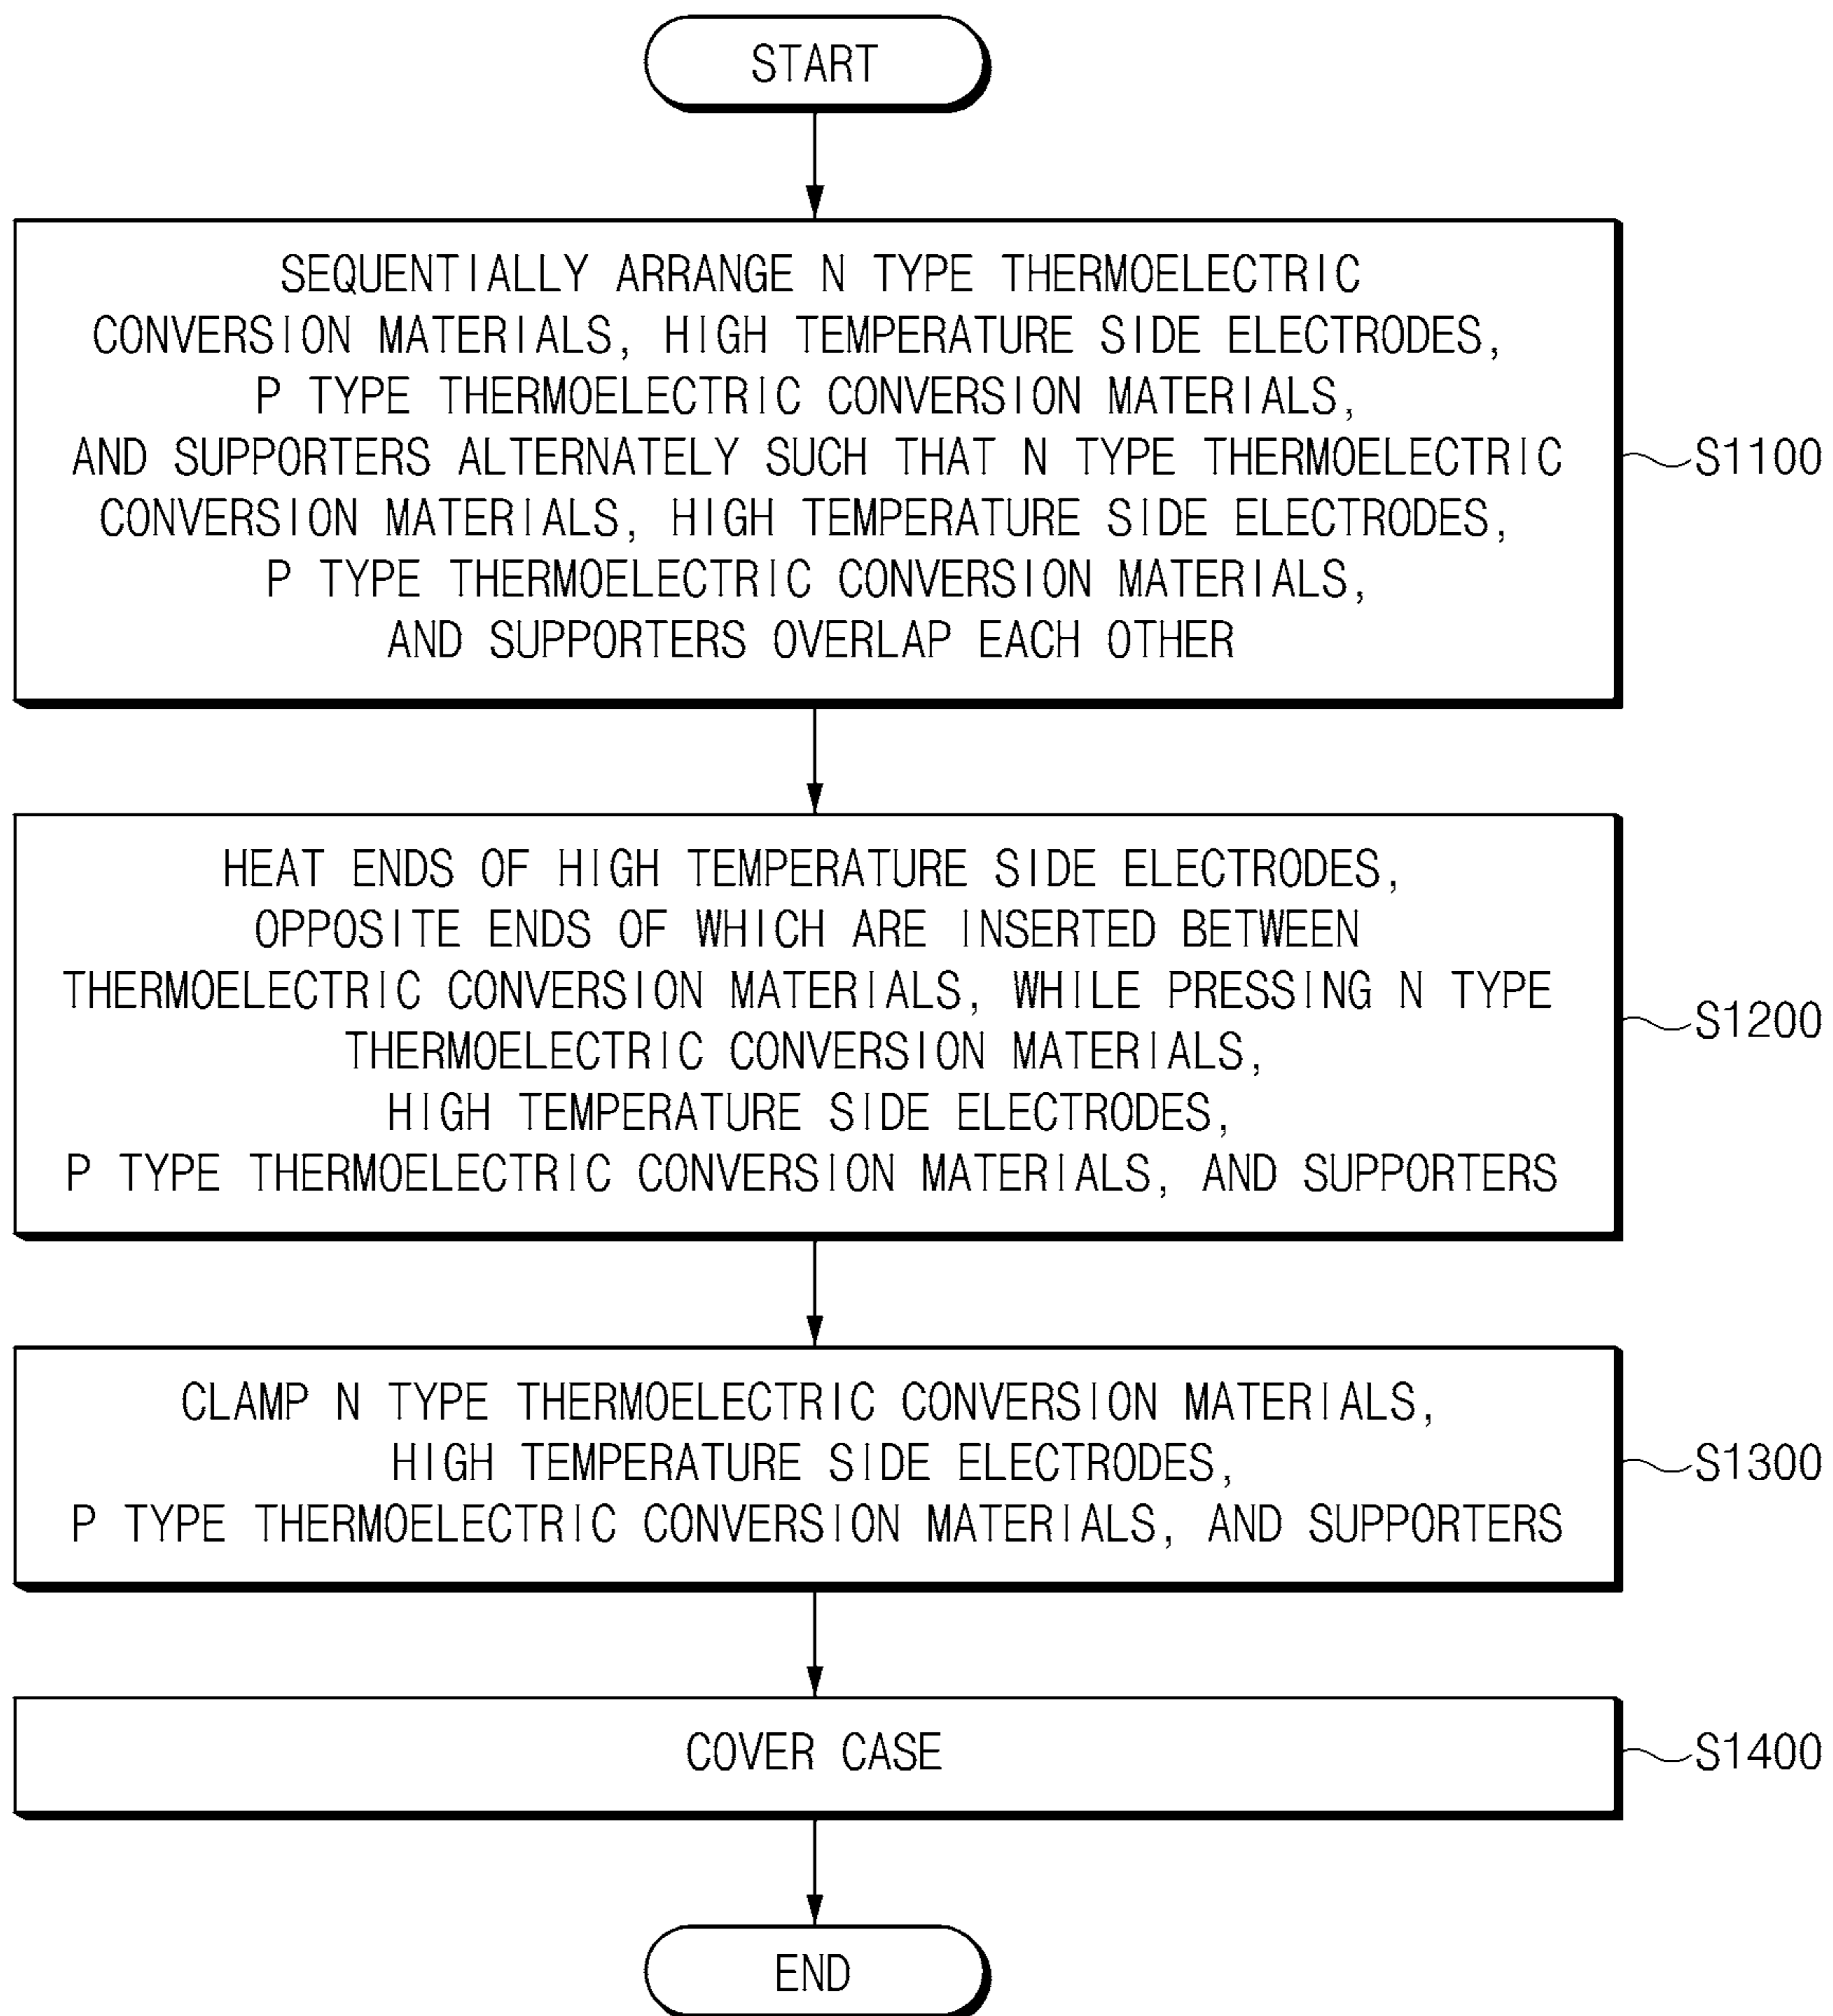 START
SEQUENTIALLY ARRANGE N TYPE THERMOELECTRIC
CONVERSION MATERIALS, HIGH TEMPERATURE SIDE ELECTRODES,
P TYPE THERMOELECTRIC CONVERSION MATERIALS,
AND SUPPORTERS ALTERNATELY SUCH THAT N TYPE THERMOELECTRIC
CONVERSION MATERIALS, HIGH TEMPERATURE SIDE ELECTRODES,
P TYPE THERMOELECTRIC CONVERSION MATERIALS,
AND SUPPORTERS OVERLAP EACH OTHER
S1100
HEAT ENDS OF HIGH TEMPERATURE SIDE ELECTRODES,
OPPOSITE ENDS OF WHICH ARE INSERTED BETWEEN
THERMOELECTRIC CONVERSION MATERIALS, WHILE PRESSING N TYPE
THERMOELECTRIC CONVERSION MATERIALS,
HIGH TEMPERATURE SIDE ELECTRODES,
P TYPE THERMOELECTRIC CONVERSION MATERIALS, AND SUPPORTERS
S1200
CLAMP N TYPE THERMOELECTRIC CONVERSION MATERIALS,
HIGH TEMPERATURE SIDE ELECTRODES,
P TYPE THERMOELECTRIC CONVERSION MATERIALS, AND SUPPORTERS
S1300
COVER CASE
S1400
END